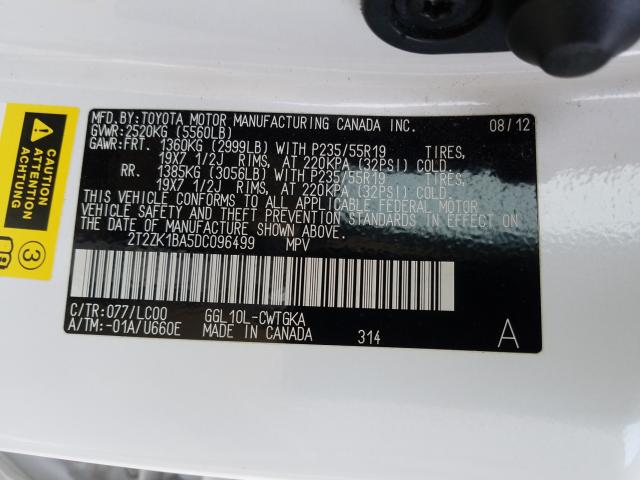 MFD.BY:TOYOTA MOTOR MANUFACTURING CANADA INC. 08/12
GVWR:2520KG (5560LB)
GAWR:FRT. 1360KG (2999LB) WITH P235/55R19 TIRES,
19X7 1/2J RIMS, AT 220KPA (32PSI) COLD
RR. 1385KG (3056LB) WITH P235/55R19 TIRES,
19X7 1/2J RIMS, AT 220KPA (32PSI) COLD
THIS VEHICLE CONFORMS TO ALL APPLICABLE FEDERAL MOTOR
VEHICLE SAFETY AND THEFT PREVENTION STANDARDS IN EFFECT ON
THE DATE OF MANUFACTURE SHOWN ABOVE.
2T2ZK1BA5DC096499 MPV
C/TR:077/LC00 GGL10L-CWTGKA
A/TM:-01A/U660E MADE IN CANADA 314
A
CAUTION
ATTENTION
ACHTUNG
3